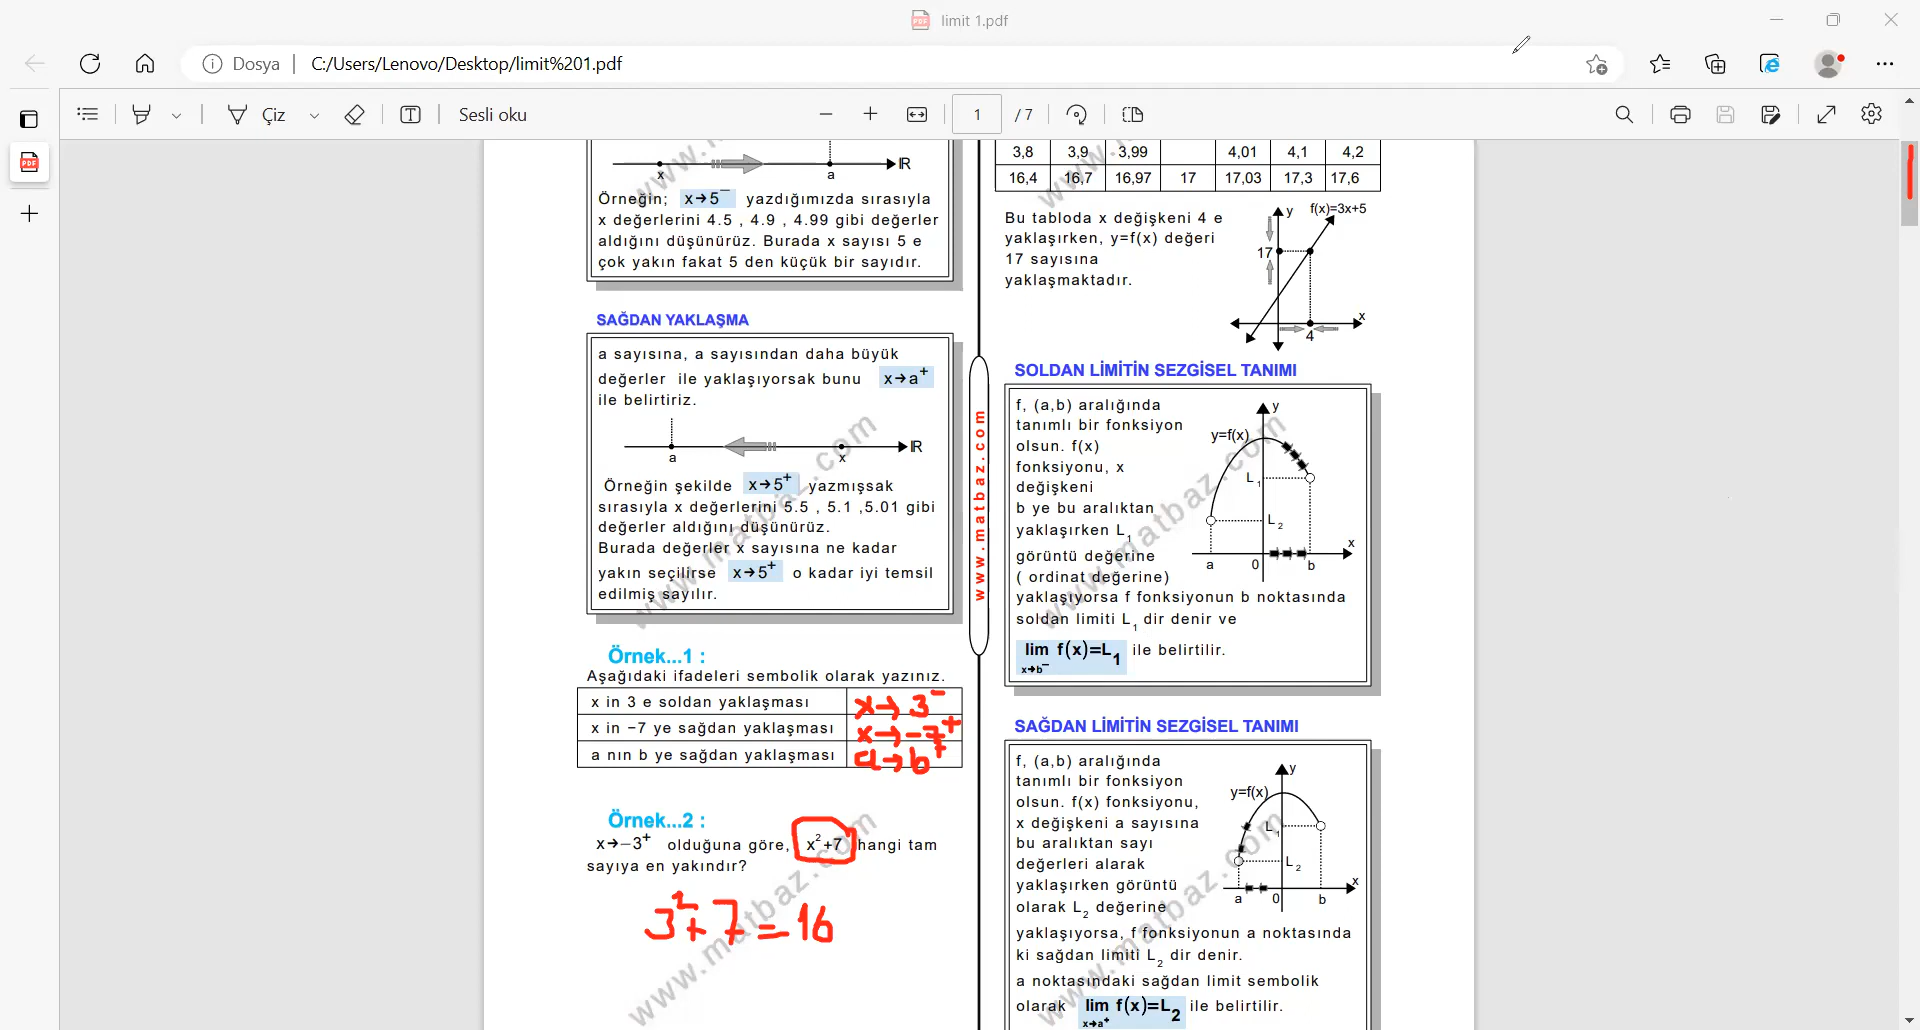 limit 1.pdf
Dosya | C:/Users/Lenovo/Desktop/limit%201.pdf
Çiz
Sesli oku
1 / 7
x a IR
Örneğin; x→5⁻ yazdığımızda sırasıyla
x değerlerini 4.5 , 4.9 , 4.99 gibi değerler
aldığını düşünürüz. Burada x sayısı 5 e
çok yakın fakat 5 den küçük bir sayıdır.
SAĞDAN YAKLAŞMA
a sayısına, a sayısından daha büyük
değerler ile yaklaşıyorsak bunu x→a⁺
ile belirtiriz.
a x IR
Örneğin şekilde x→5⁺ yazmışsak
sırasıyla x değerlerini 5.5 , 5.1 ,5.01 gibi
değerler aldığını düşünürüz.
Burada değerler x sayısına ne kadar
yakın seçilirse x→5⁺ o kadar iyi temsil
edilmiş sayılır.
Örnek...1 :
Aşağıdaki ifadeleri sembolik olarak yazınız.
x in 3 e soldan yaklaşması x→3⁻
x in −7 ye sağdan yaklaşması x→-7⁺
a nın b ye sağdan yaklaşması a→b⁺
Örnek...2 :
x→−3⁺ olduğuna göre, x²+7 hangi tam
sayıya en yakındır?
3²+7=16
www.matbaz.com
3,8 3,9 3,99 4,01 4,1 4,2
16,4 16,7 16,97 17 17,03 17,3 17,6
Bu tabloda x değişkeni 4 e
yaklaşırken, y=f(x) değeri
17 sayısına
yaklaşmaktadır.
y f(x)=3x+5
17
x
4
SOLDAN LİMİTİN SEZGİSEL TANIMI
f, (a,b) aralığında
tanımlı bir fonksiyon
olsun. f(x)
fonksiyonu, x
değişkeni
b ye bu aralıktan
yaklaşırken L₁
görüntü değerine
( ordinat değerine)
yaklaşıyorsa f fonksiyonun b noktasında
soldan limiti L₁ dir denir ve
lim f(x)=L₁ ile belirtilir.
x→b⁻
y
y=f(x)
L₁
L₂
x
a 0 b
SAĞDAN LİMİTİN SEZGİSEL TANIMI
f, (a,b) aralığında
tanımlı bir fonksiyon
olsun. f(x) fonksiyonu,
x değişkeni a sayısına
bu aralıktan sayı
değerleri alarak
yaklaşırken görüntü
olarak L₂ değerine
yaklaşıyorsa, f fonksiyonun a noktasında
ki sağdan limiti L₂ dir denir.
a noktasındaki sağdan limit sembolik
olarak lim f(x)=L₂ ile belirtilir.
x→a⁺
y
y=f(x)
L₁
L₂
x
a 0 b
www.matbaz.com
www.matbaz.com
www.matbaz.com
www.matbaz.com